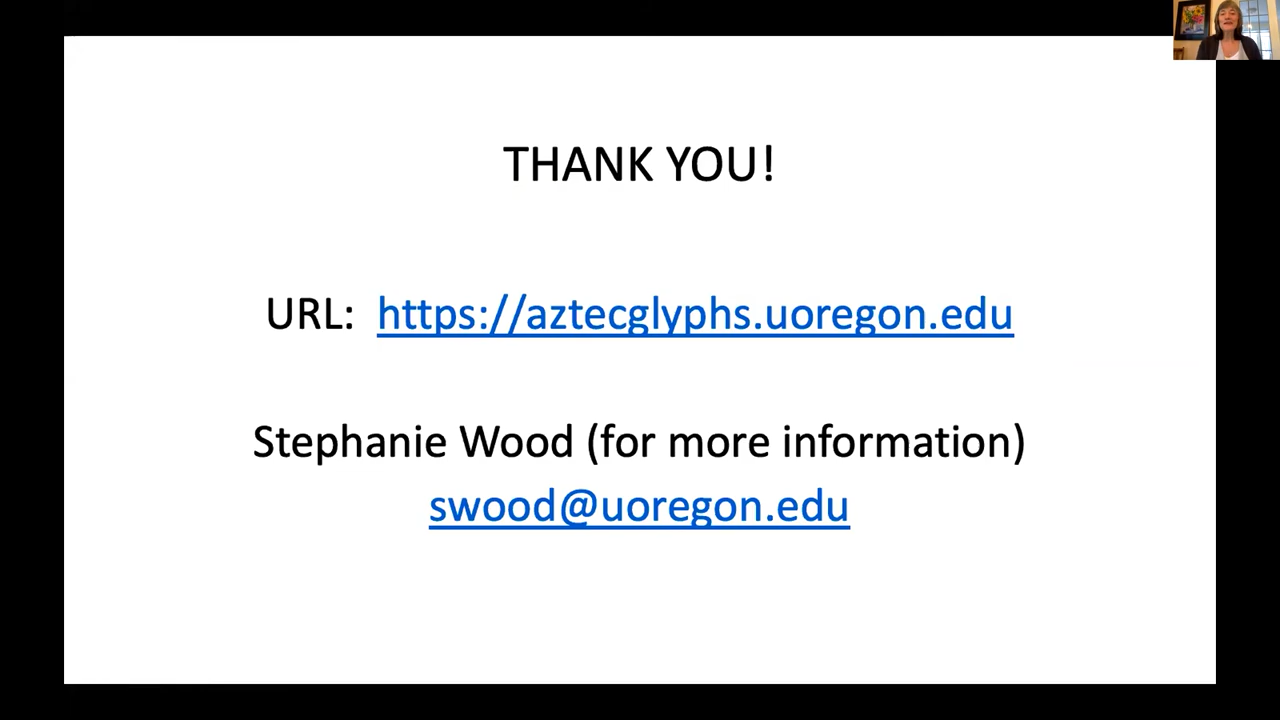 THANK YOU!
URL: https://aztecglyphs.uoregon.edu
Stephanie Wood (for more information)
swood@uoregon.edu